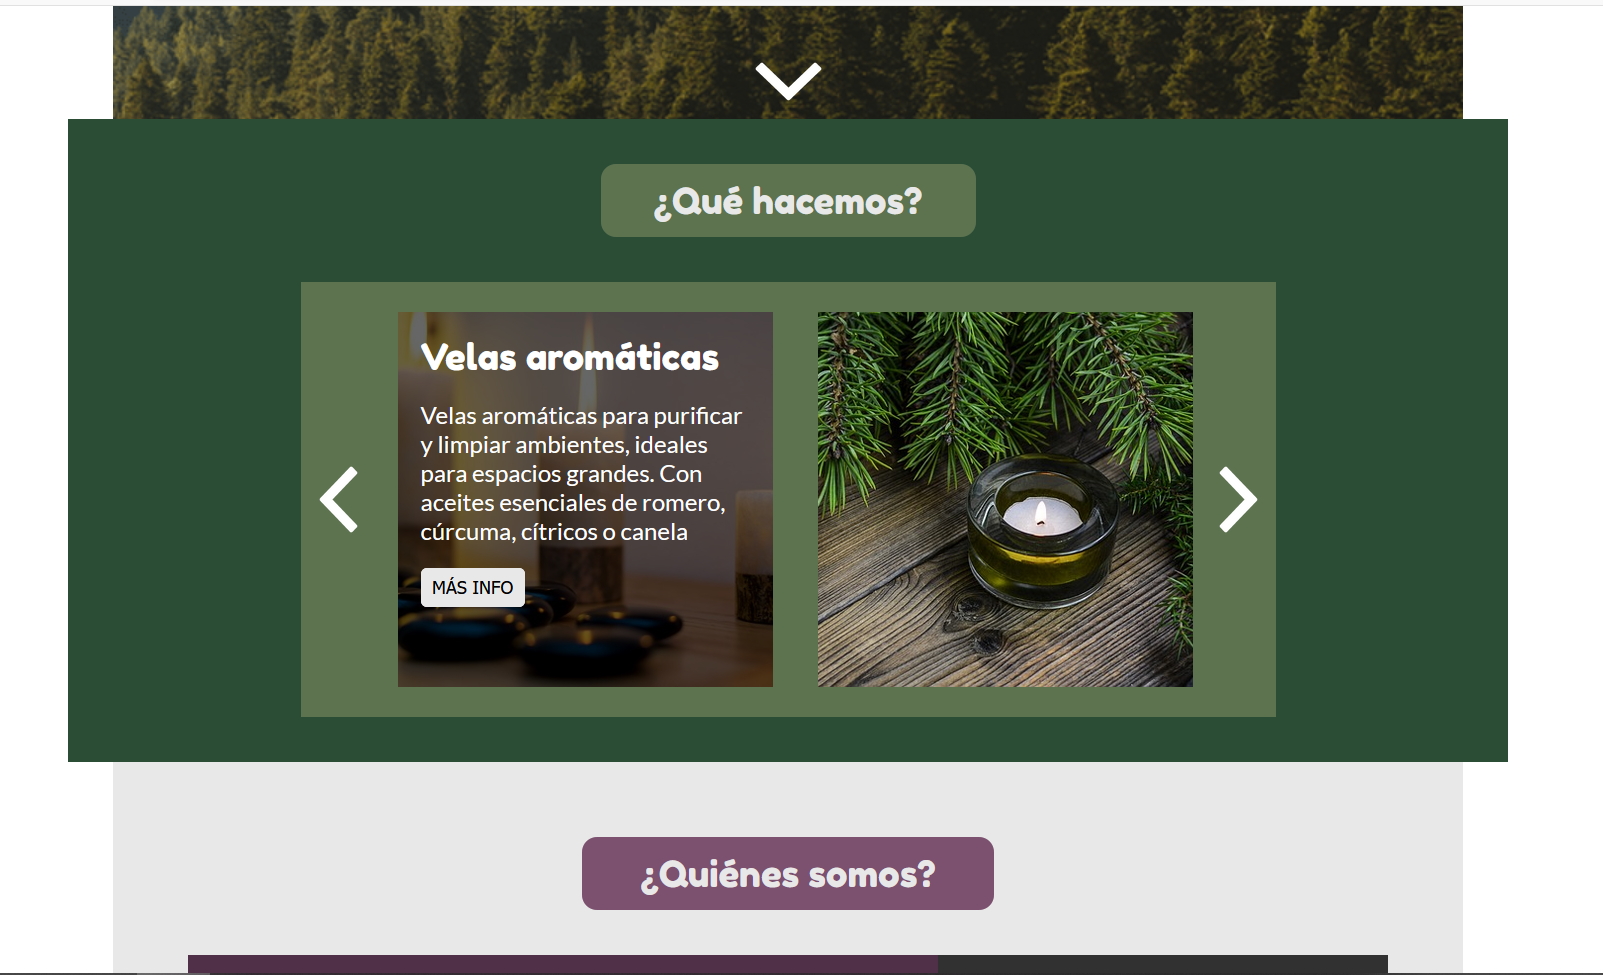 ¿Qué hacemos?
Velas aromáticas
Velas aromáticas para purificar
y limpiar ambientes, ideales
para espacios grandes. Con
aceites esenciales de romero,
cúrcuma, cítricos o canela
MÁS INFO
¿Quiénes somos?